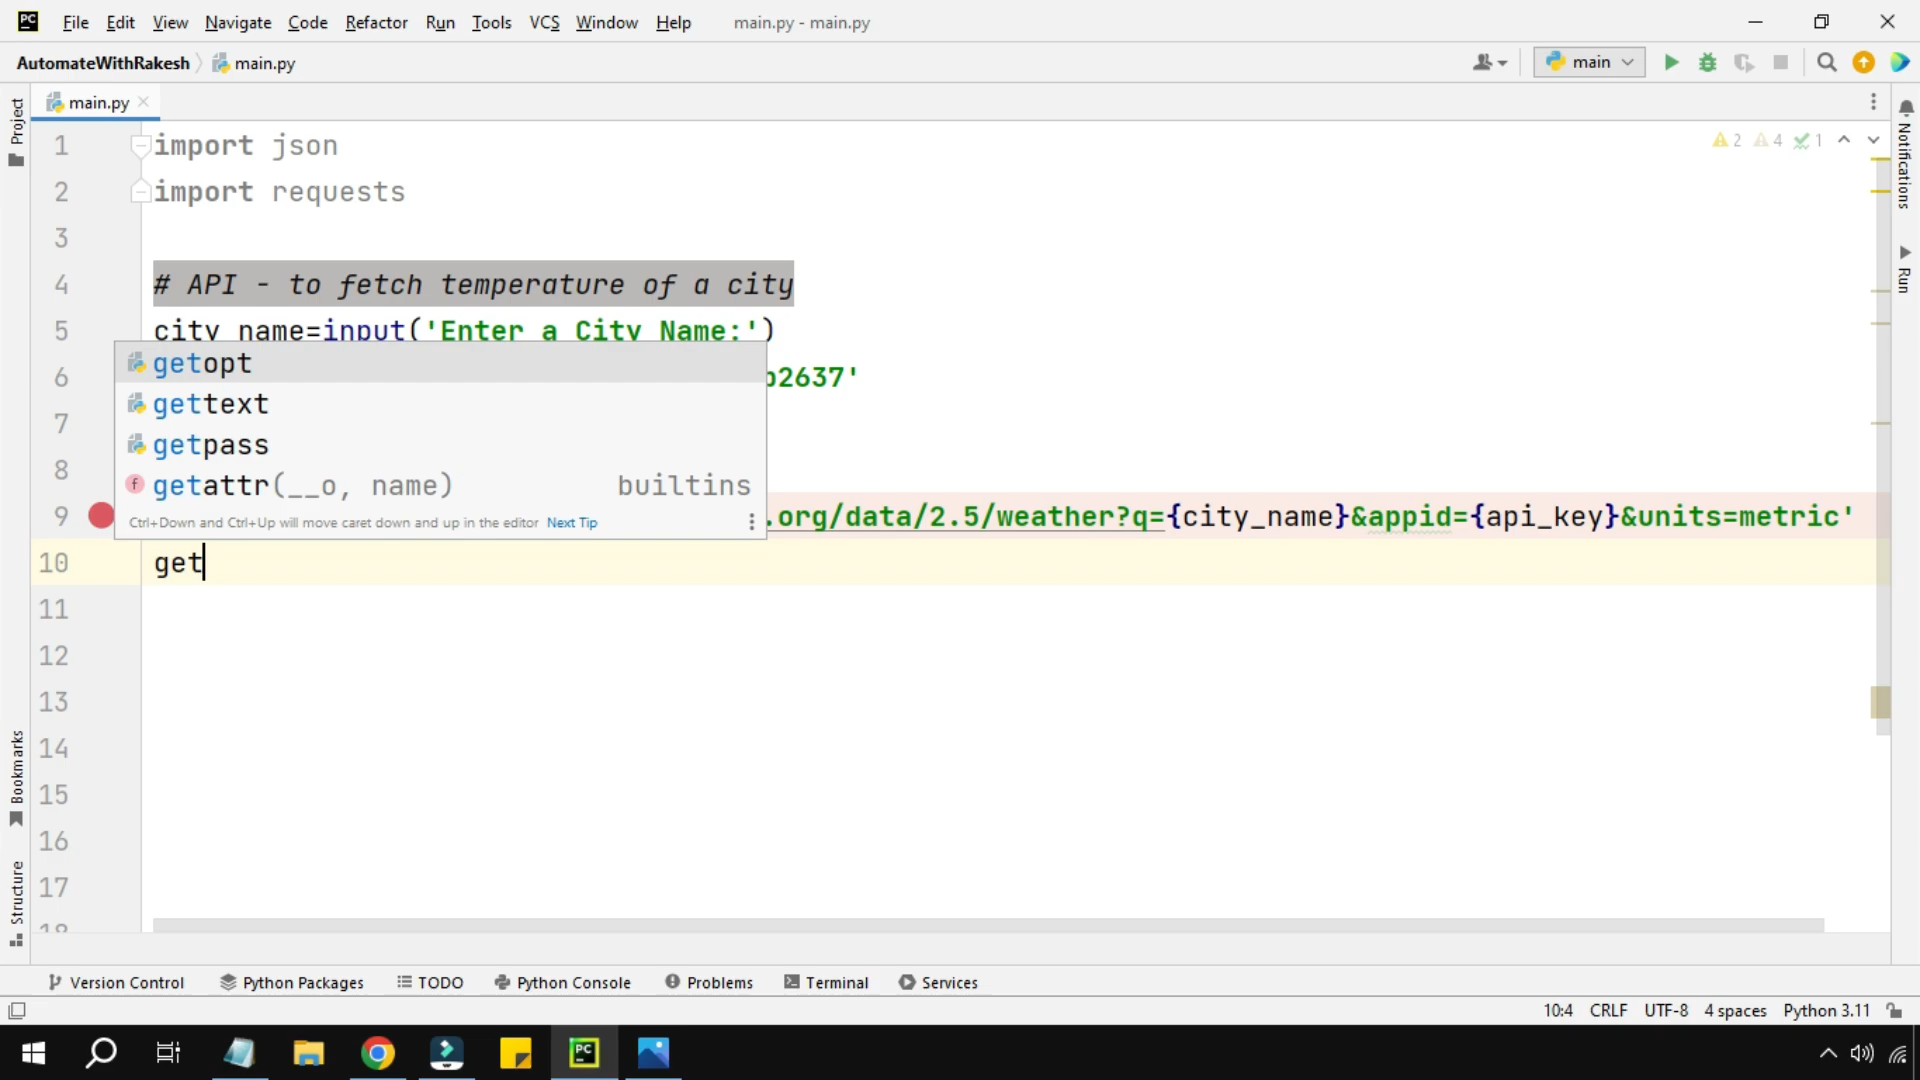 PC File Edit View Navigate Code Refactor Run Tools VCS Window Help main.py - main.py
AutomateWithRakesh main.py main
main.py
Project
Notifications
Run
Bookmarks
Structure
2 4 1
1 import json
2 import requests
3
4 # API - to fetch temperature of a city
5 city_name=input('Enter a City Name:')
6 b2637'
7
8
9 .org/data/2.5/weather?q={city_name}&appid={api_key}&units=metric'
getopt
gettext
getpass
f getattr(__o, name) builtins
Ctrl+Down and Ctrl+Up will move caret down and up in the editor Next Tip
10 get
11
12
13
14
15
16
17
18
Version Control Python Packages TODO Python Console Problems Terminal Services
10:4 CRLF UTF-8 4 spaces Python 3.11
PC